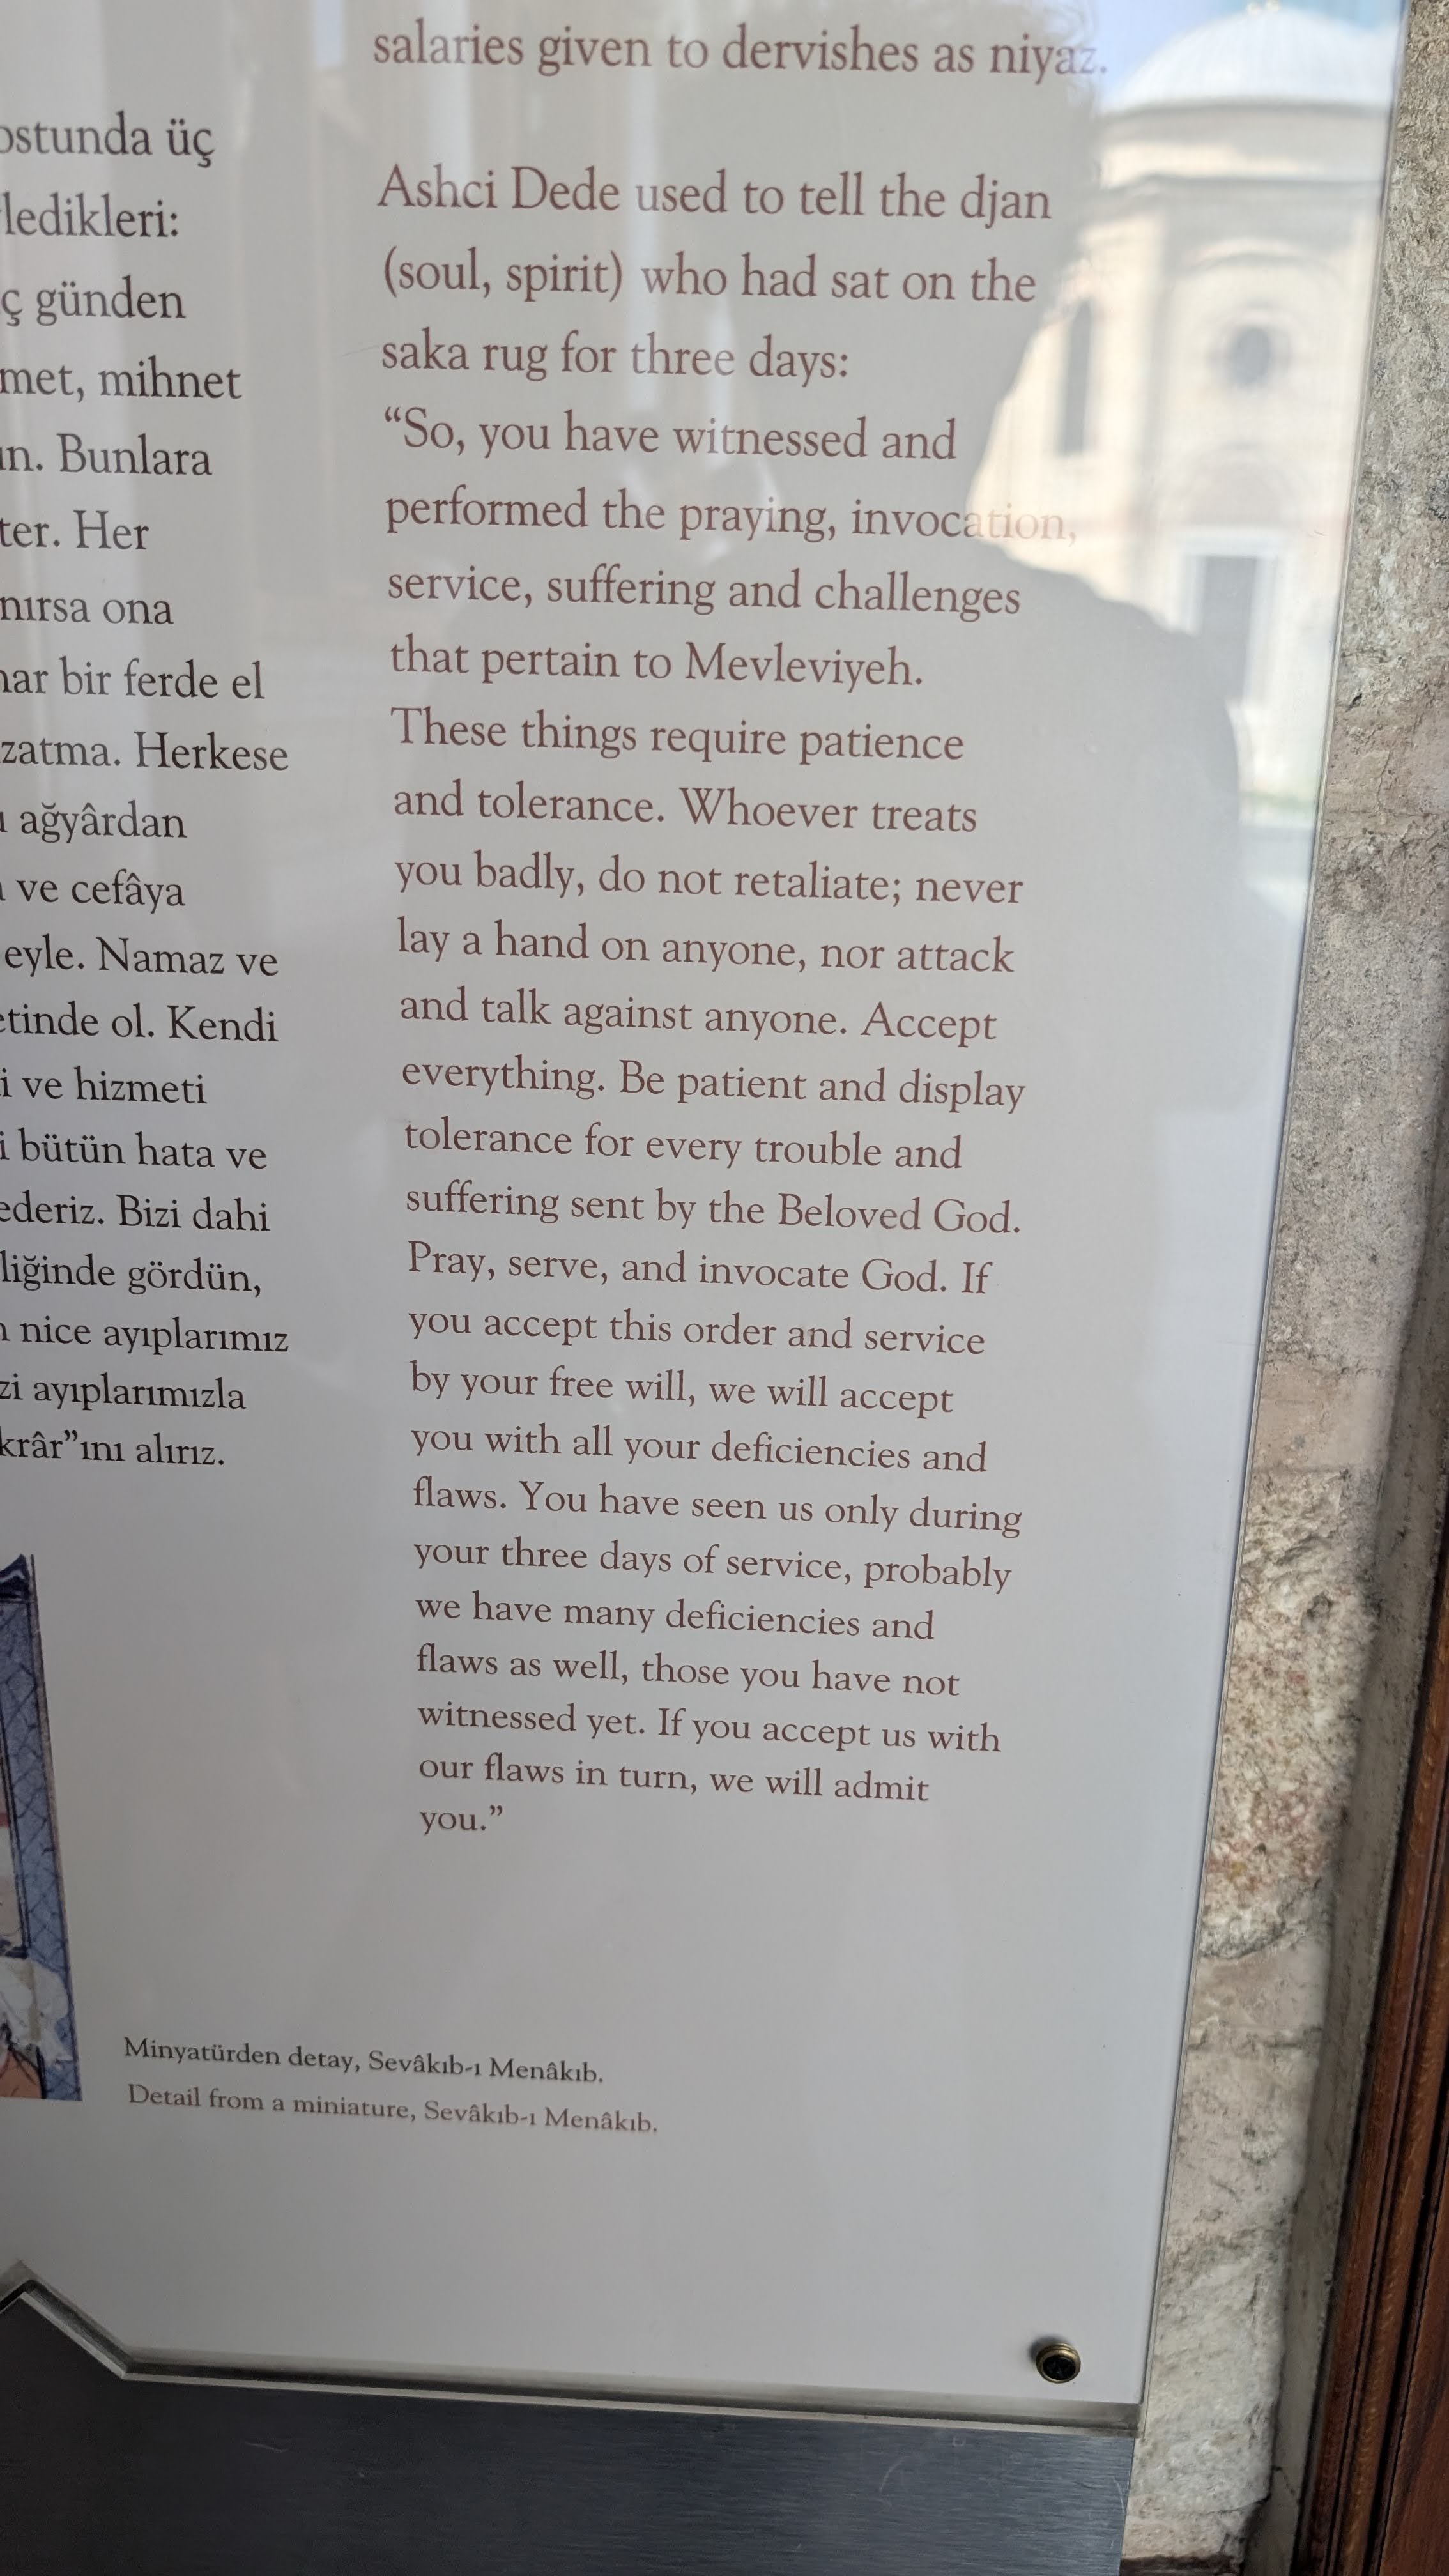 ostunda üç
ledikleri:
ç günden
met, mihnet
ın. Bunlara
ter. Her
nırsa ona
nar bir ferde el
zatma. Herkese
ağyârdan
ve cefâya
eyle. Namaz ve
etinde ol. Kendi
i ve hizmeti
i bütün hata ve
ederiz. Bizi dahi
liğinde gördün,
nice ayıplarımız
zi ayıplarımızla
krâr”ını alırız.
salaries given to dervishes as niyaz.
Ashci Dede used to tell the djan
(soul, spirit) who had sat on the
saka rug for three days:
“So, you have witnessed and
performed the praying, invocation,
service, suffering and challenges
that pertain to Mevleviyeh.
These things require patience
and tolerance. Whoever treats
you badly, do not retaliate; never
lay a hand on anyone, nor attack
and talk against anyone. Accept
everything. Be patient and display
tolerance for every trouble and
suffering sent by the Beloved God.
Pray, serve, and invocate God. If
you accept this order and service
by your free will, we will accept
you with all your deficiencies and
flaws. You have seen us only during
your three days of service, probably
we have many deficiencies and
flaws as well, those you have not
witnessed yet. If you accept us with
our flaws in turn, we will admit
you.”
Minyatürden detay, Sevâkıb-ı Menâkıb.
Detail from a miniature, Sevâkıb-ı Menâkıb.